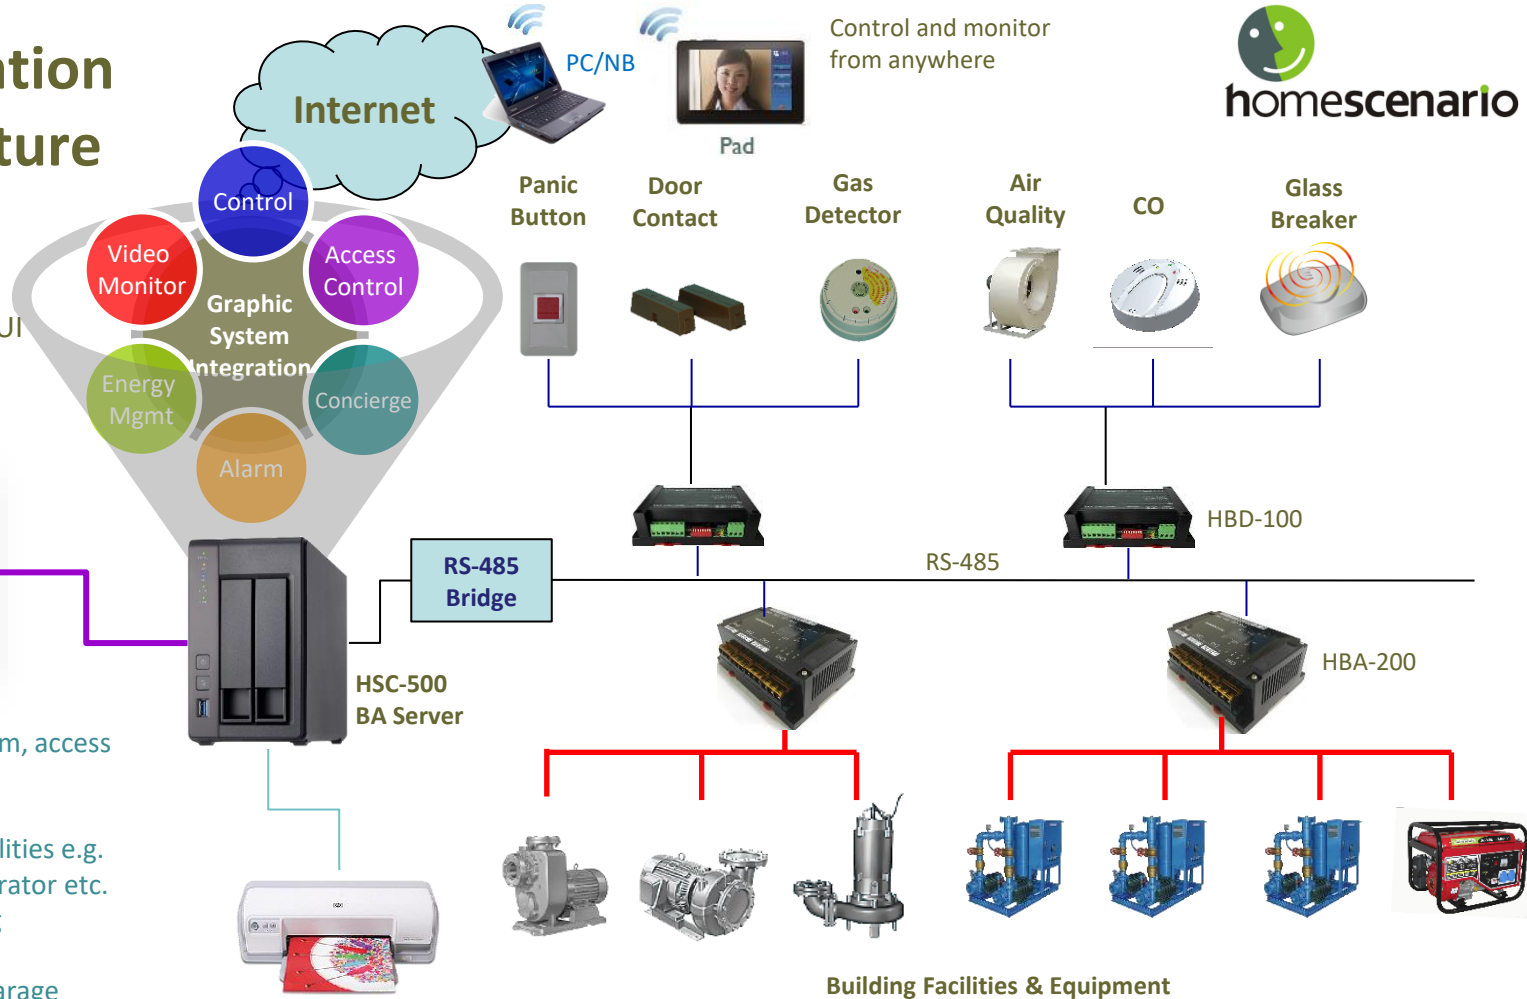 ation
ture
Internet
PC/NB
Pad
Control and monitor
from anywhere
homescenario
Control
Video
Monitor
Access
Control
Graphic
System
Integration
Energy
Mgmt
Concierge
Alarm
UI
Panic
Button
Door
Contact
Gas
Detector
Air
Quality
CO
Glass
Breaker
HBD-100
RS-485
Bridge
RS-485
HBA-200
HSC-500
BA Server
m, access
lities e.g.
rator etc.
arage
Building Facilities & Equipment